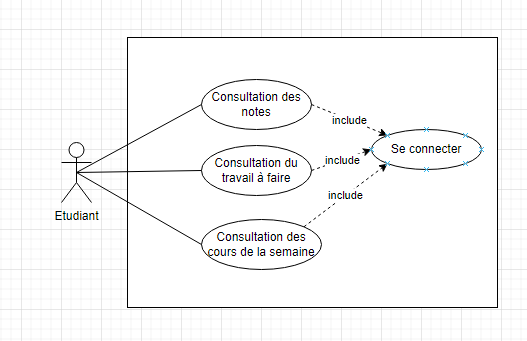 Consultation des
notes
include
Se connecter
Consultation du
travail à faire
include
include
Etudiant
Consultation des
cours de la semaine